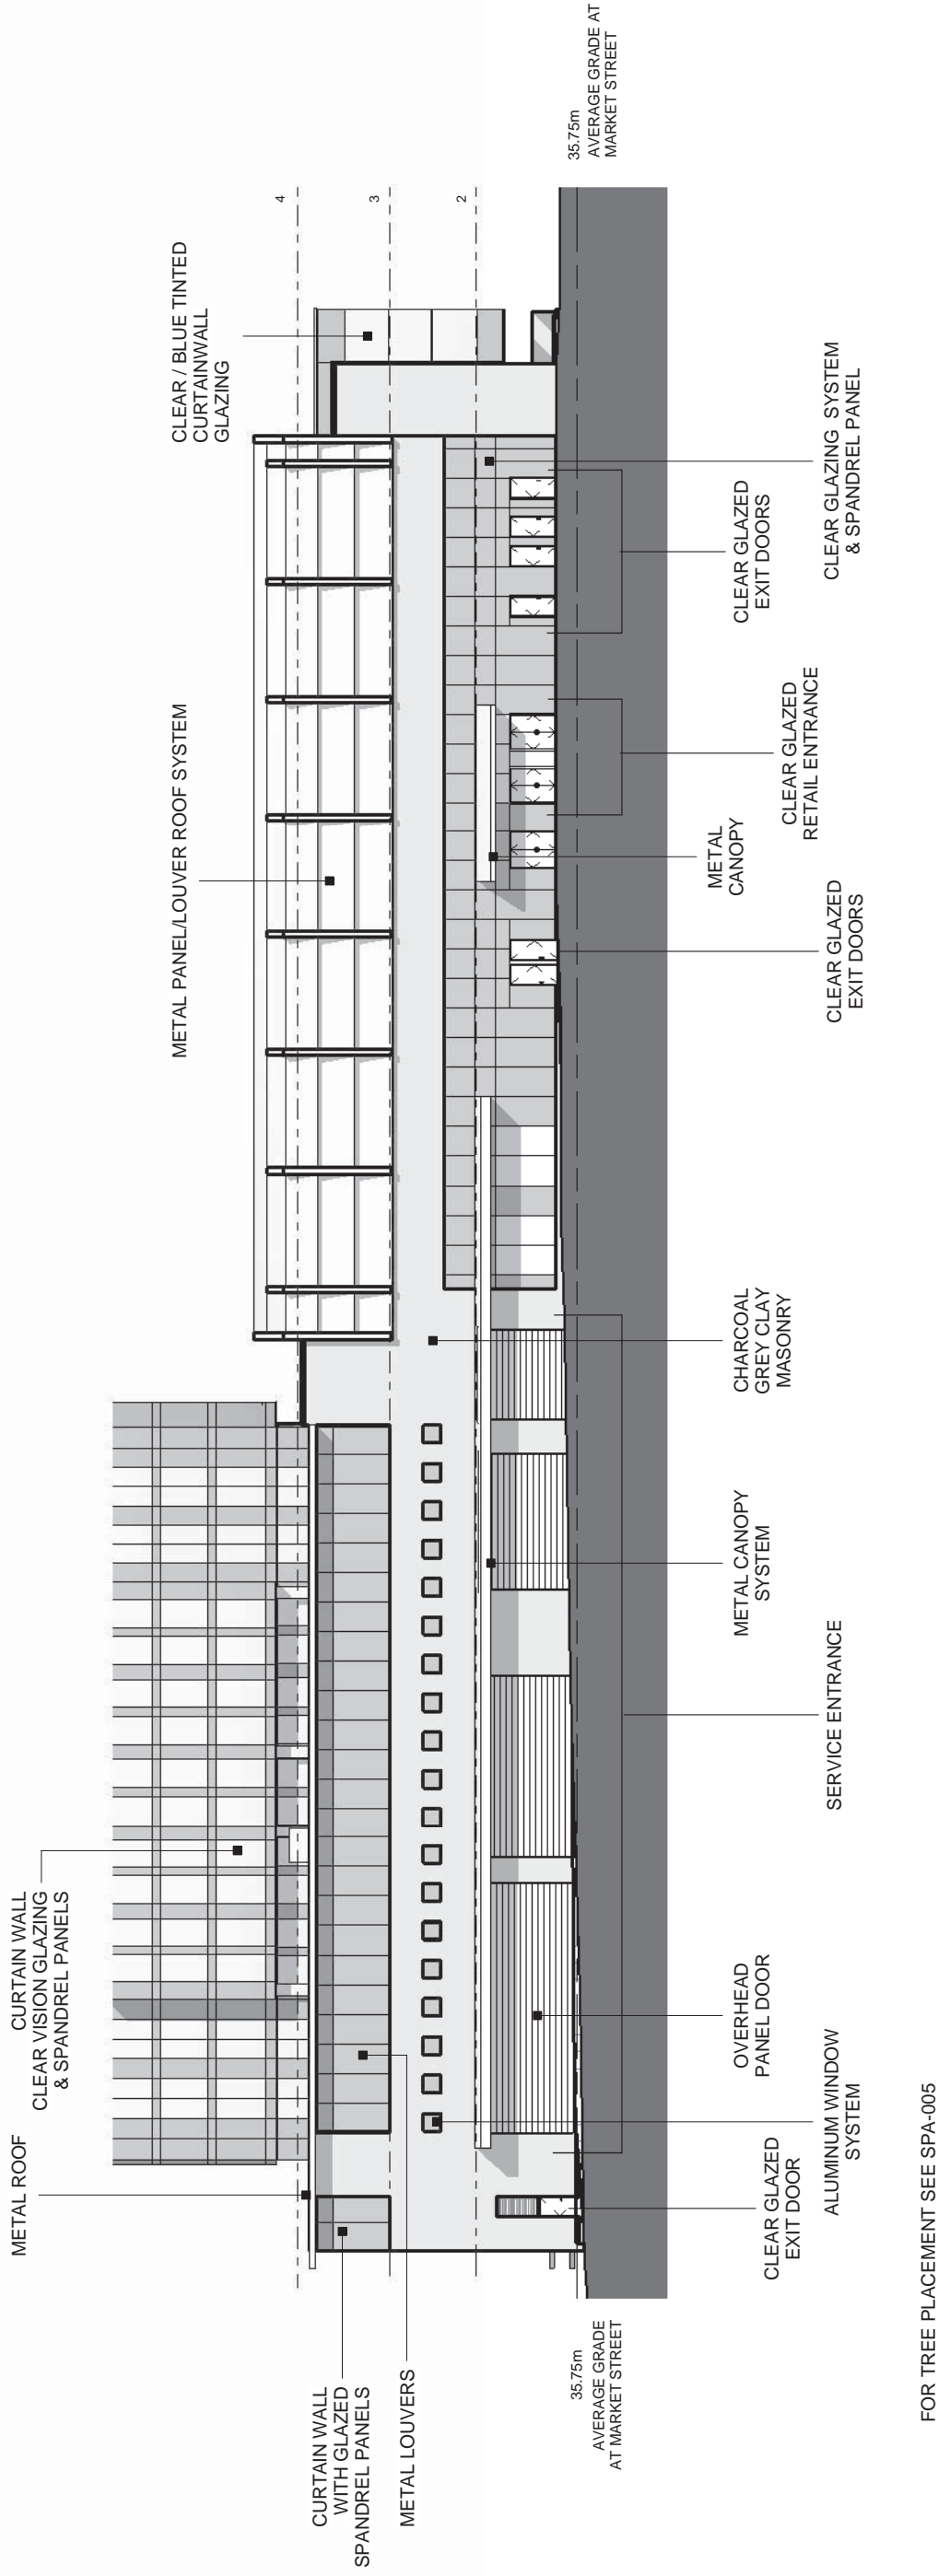 METAL ROOF
CURTAIN WALL
CLEAR VISION GLAZING
& SPANDREL PANELS
METAL PANEL/LOUVER ROOF SYSTEM
CLEAR / BLUE TINTED
CURTAINWALL
GLAZING
4
3
2
CURTAIN WALL
WITH GLAZED
SPANDREL PANELS
METAL LOUVERS
35.75m
AVERAGE GRADE
AT MARKET STREET
35.75m
AVERAGE GRADE AT
MARKET STREET
CLEAR GLAZED
EXIT DOOR
ALUMINUM WINDOW
SYSTEM
OVERHEAD
PANEL DOOR
SERVICE ENTRANCE
METAL CANOPY
SYSTEM
CHARCOAL
GREY CLAY
MASONRY
CLEAR GLAZED
EXIT DOORS
METAL
CANOPY
CLEAR GLAZED
RETAIL ENTRANCE
CLEAR GLAZED
EXIT DOORS
CLEAR GLAZING SYSTEM
& SPANDREL PANEL
FOR TREE PLACEMENT SEE SPA-005